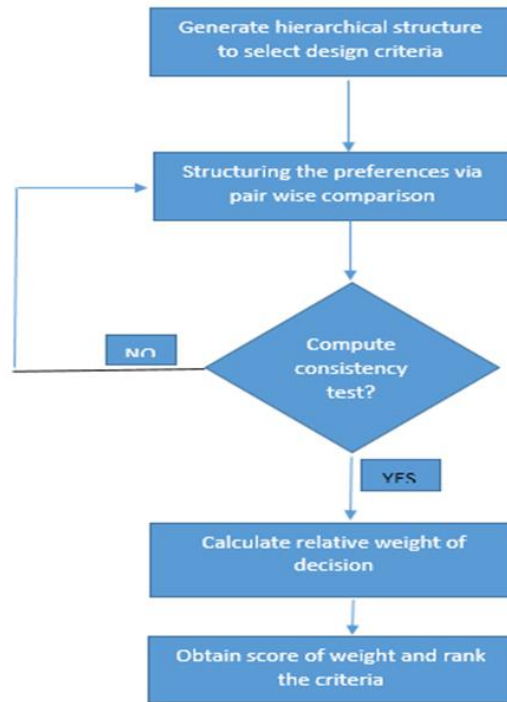 Generate hierarchical structure
to select design criteria
Structuring the preferences via
pair wise comparison
Compute
consistency
test?
NO
YES
Calculate relative weight of
decision
Obtain score of weight and rank
the criteria